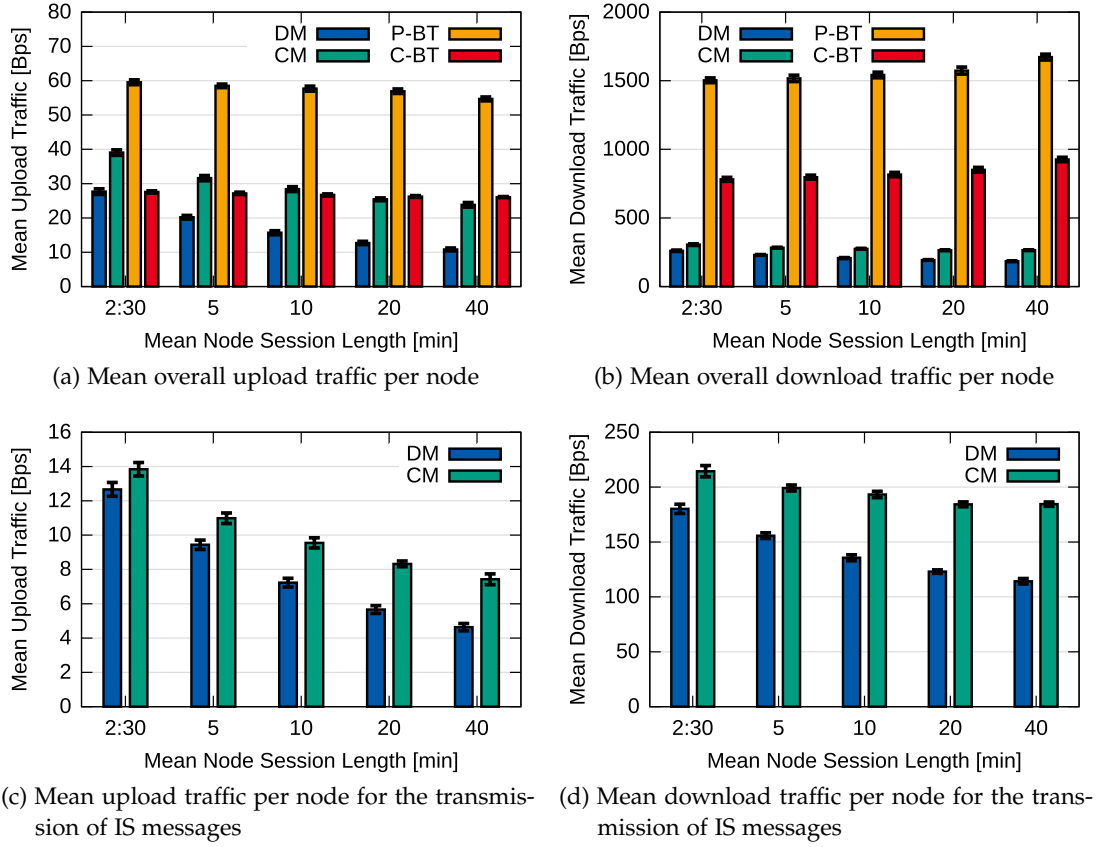 80
70
60
50
40
30
20
10
0
Mean Upload Traffic [Bps]
DM
CM
P-BT
C-BT
2:30 5 10 20 40
Mean Node Session Length [min]
(a) Mean overall upload traffic per node
2000
1500
1000
500
0
Mean Download Traffic [Bps]
DM
CM
P-BT
C-BT
2:30 5 10 20 40
Mean Node Session Length [min]
(b) Mean overall download traffic per node
16
14
12
10
8
6
4
2
0
Mean Upload Traffic [Bps]
DM
CM
2:30 5 10 20 40
Mean Node Session Length [min]
(c) Mean upload traffic per node for the transmis-
sion of IS messages
250
200
150
100
50
0
Mean Download Traffic [Bps]
DM
CM
2:30 5 10 20 40
Mean Node Session Length [min]
(d) Mean download traffic per node for the trans-
mission of IS messages